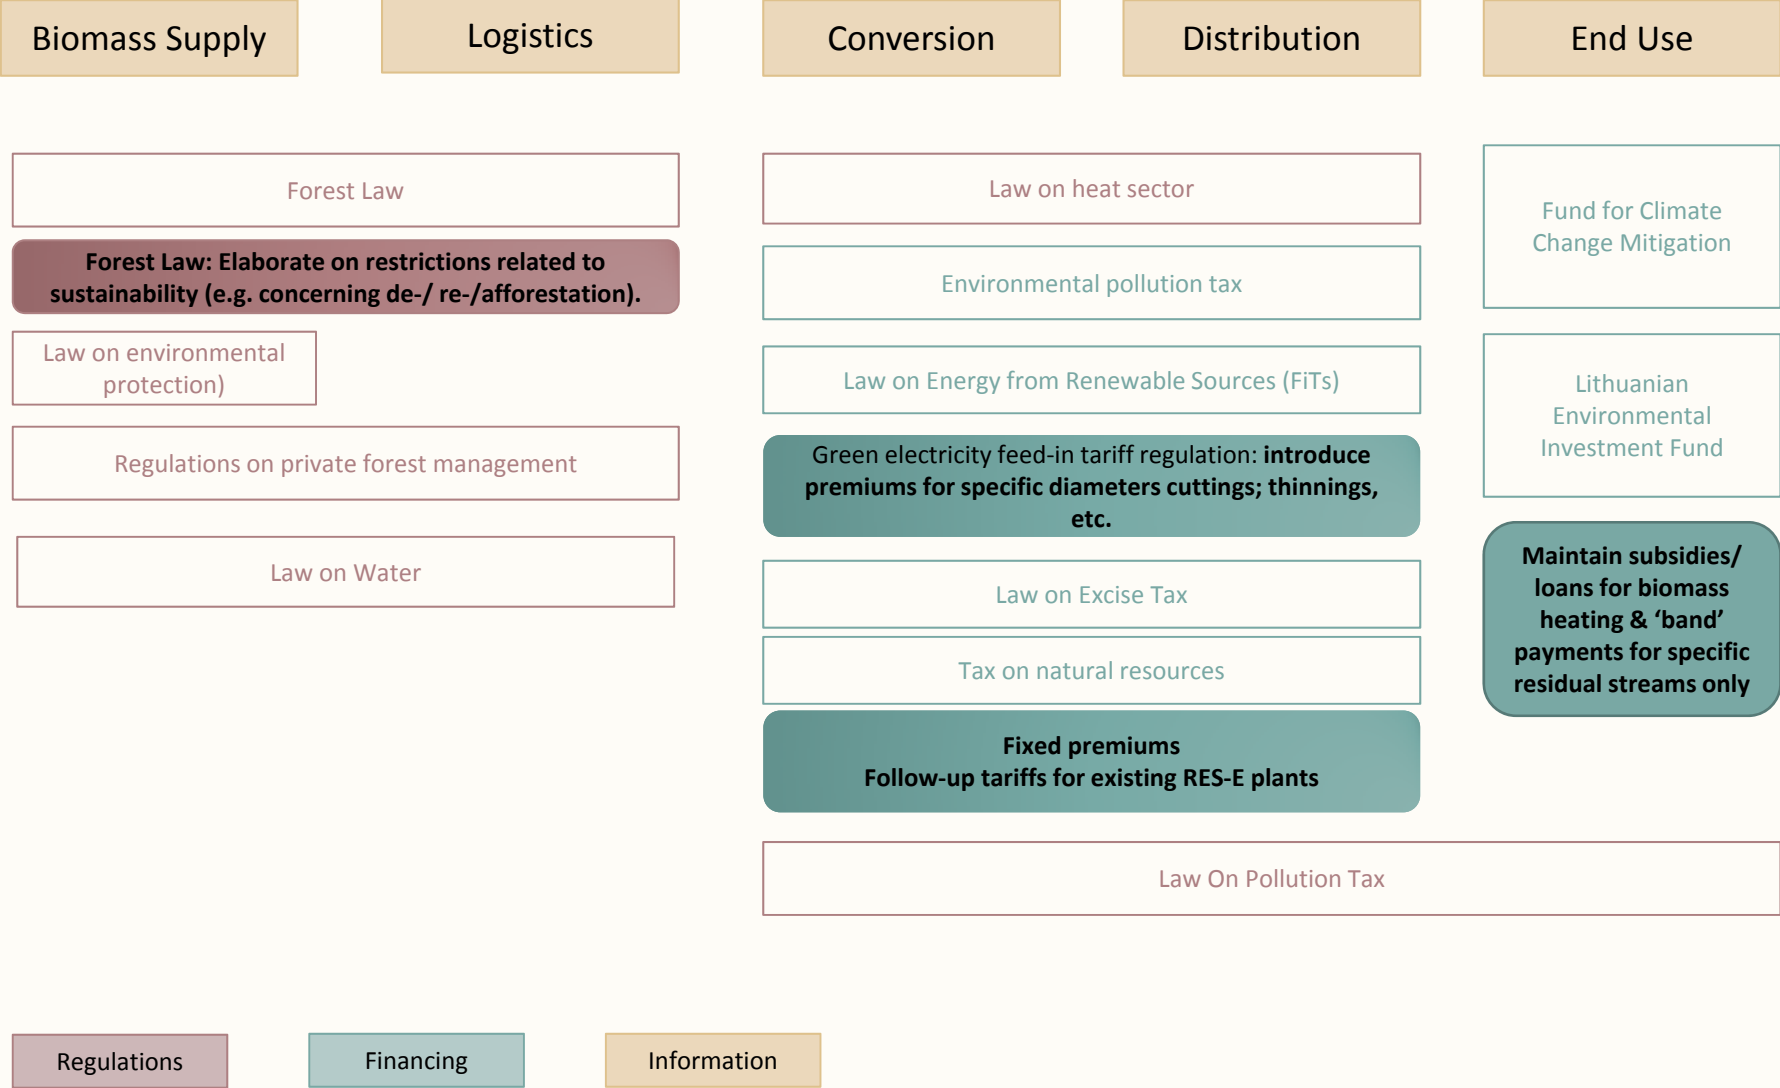 Biomass Supply
Logistics
Conversion
Distribution
End Use
Forest Law
Forest Law: Elaborate on restrictions related to
sustainability (e.g. concerning de-/ re-/afforestation).
Law on environmental
protection)
Regulations on private forest management
Law on Water
Law on heat sector
Environmental pollution tax
Law on Energy from Renewable Sources (FiTs)
Green electricity feed-in tariff regulation: introduce
premiums for specific diameters cuttings; thinnings,
etc.
Law on Excise Tax
Tax on natural resources
Fixed premiums
Follow-up tariffs for existing RES-E plants
Fund for Climate
Change Mitigation
Lithuanian
Environmental
Investment Fund
Maintain subsidies/
loans for biomass
heating & ‘band’
payments for specific
residual streams only
Law On Pollution Tax
Regulations
Financing
Information